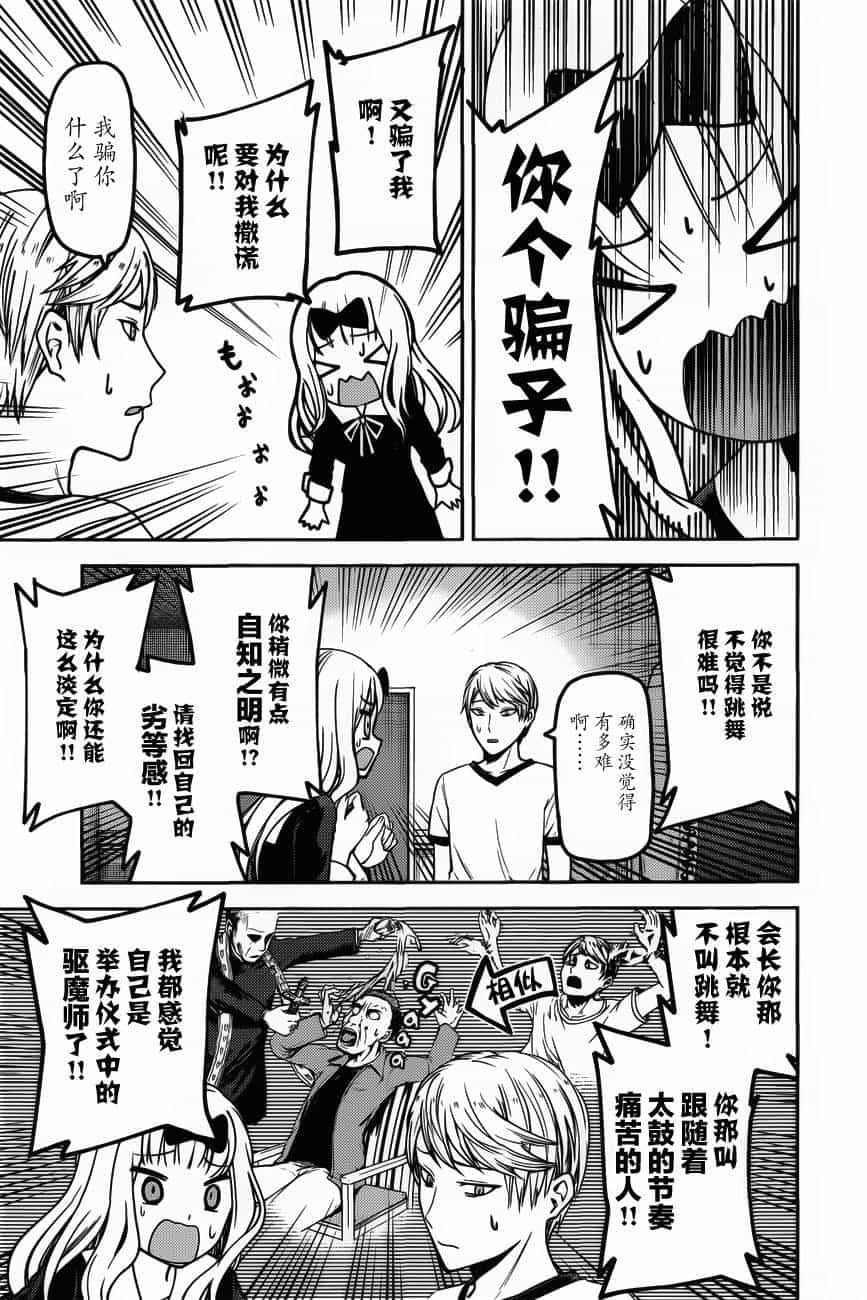 你个骗子!!
又骗了我
啊!
为什么
要对我撒谎
呢!!
もぉぉぉぉぉ
我骗你
什么了啊
你不是说
不觉得跳舞
很难吗!!
确实没觉得
有多难
啊……
你稍微有点
自知之明啊!?
请找回自己的
劣等感!!
为什么你还能
这么淡定啊!!
会长你那
根本就
不叫跳舞!
你那叫
跟随着
太鼓的节奏
痛苦的人!!
相似
Gyaaa
我都感觉
自己是
举办仪式中的
驱魔师了!!